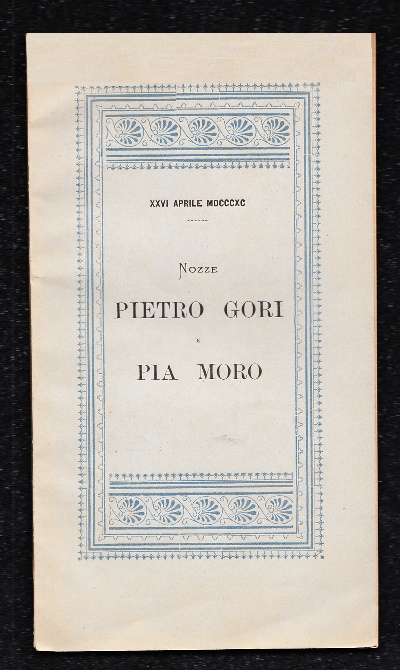 XXVI APRILE MDCCCXC
NOZZE
PIETRO GORI
E
PIA MORO